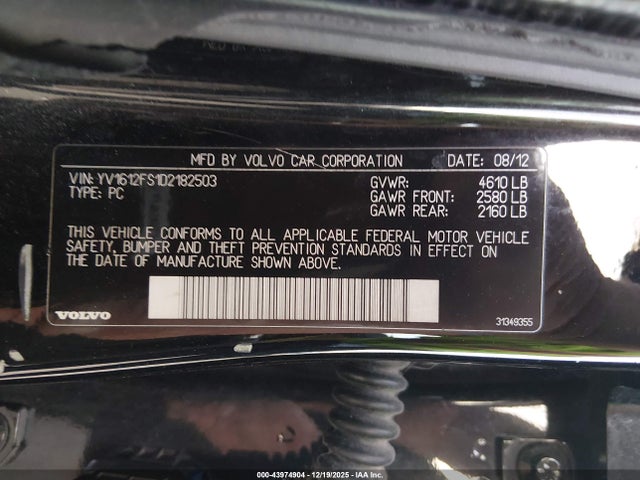 MFD BY VOLVO CAR CORPORATION DATE: 08/12
VIN: YV1612FS1D2182503 GVWR: 4610 LB
TYPE: PC GAWR FRONT: 2580 LB
GAWR REAR: 2160 LB
THIS VEHICLE CONFORMS TO ALL APPLICABLE FEDERAL MOTOR VEHICLE
SAFETY, BUMPER AND THEFT PREVENTION STANDARDS IN EFFECT ON
THE DATE OF MANUFACTURE SHOWN ABOVE.
VOLVO 31349355
000-43974904 - 12/19/2025 - IAAI.com